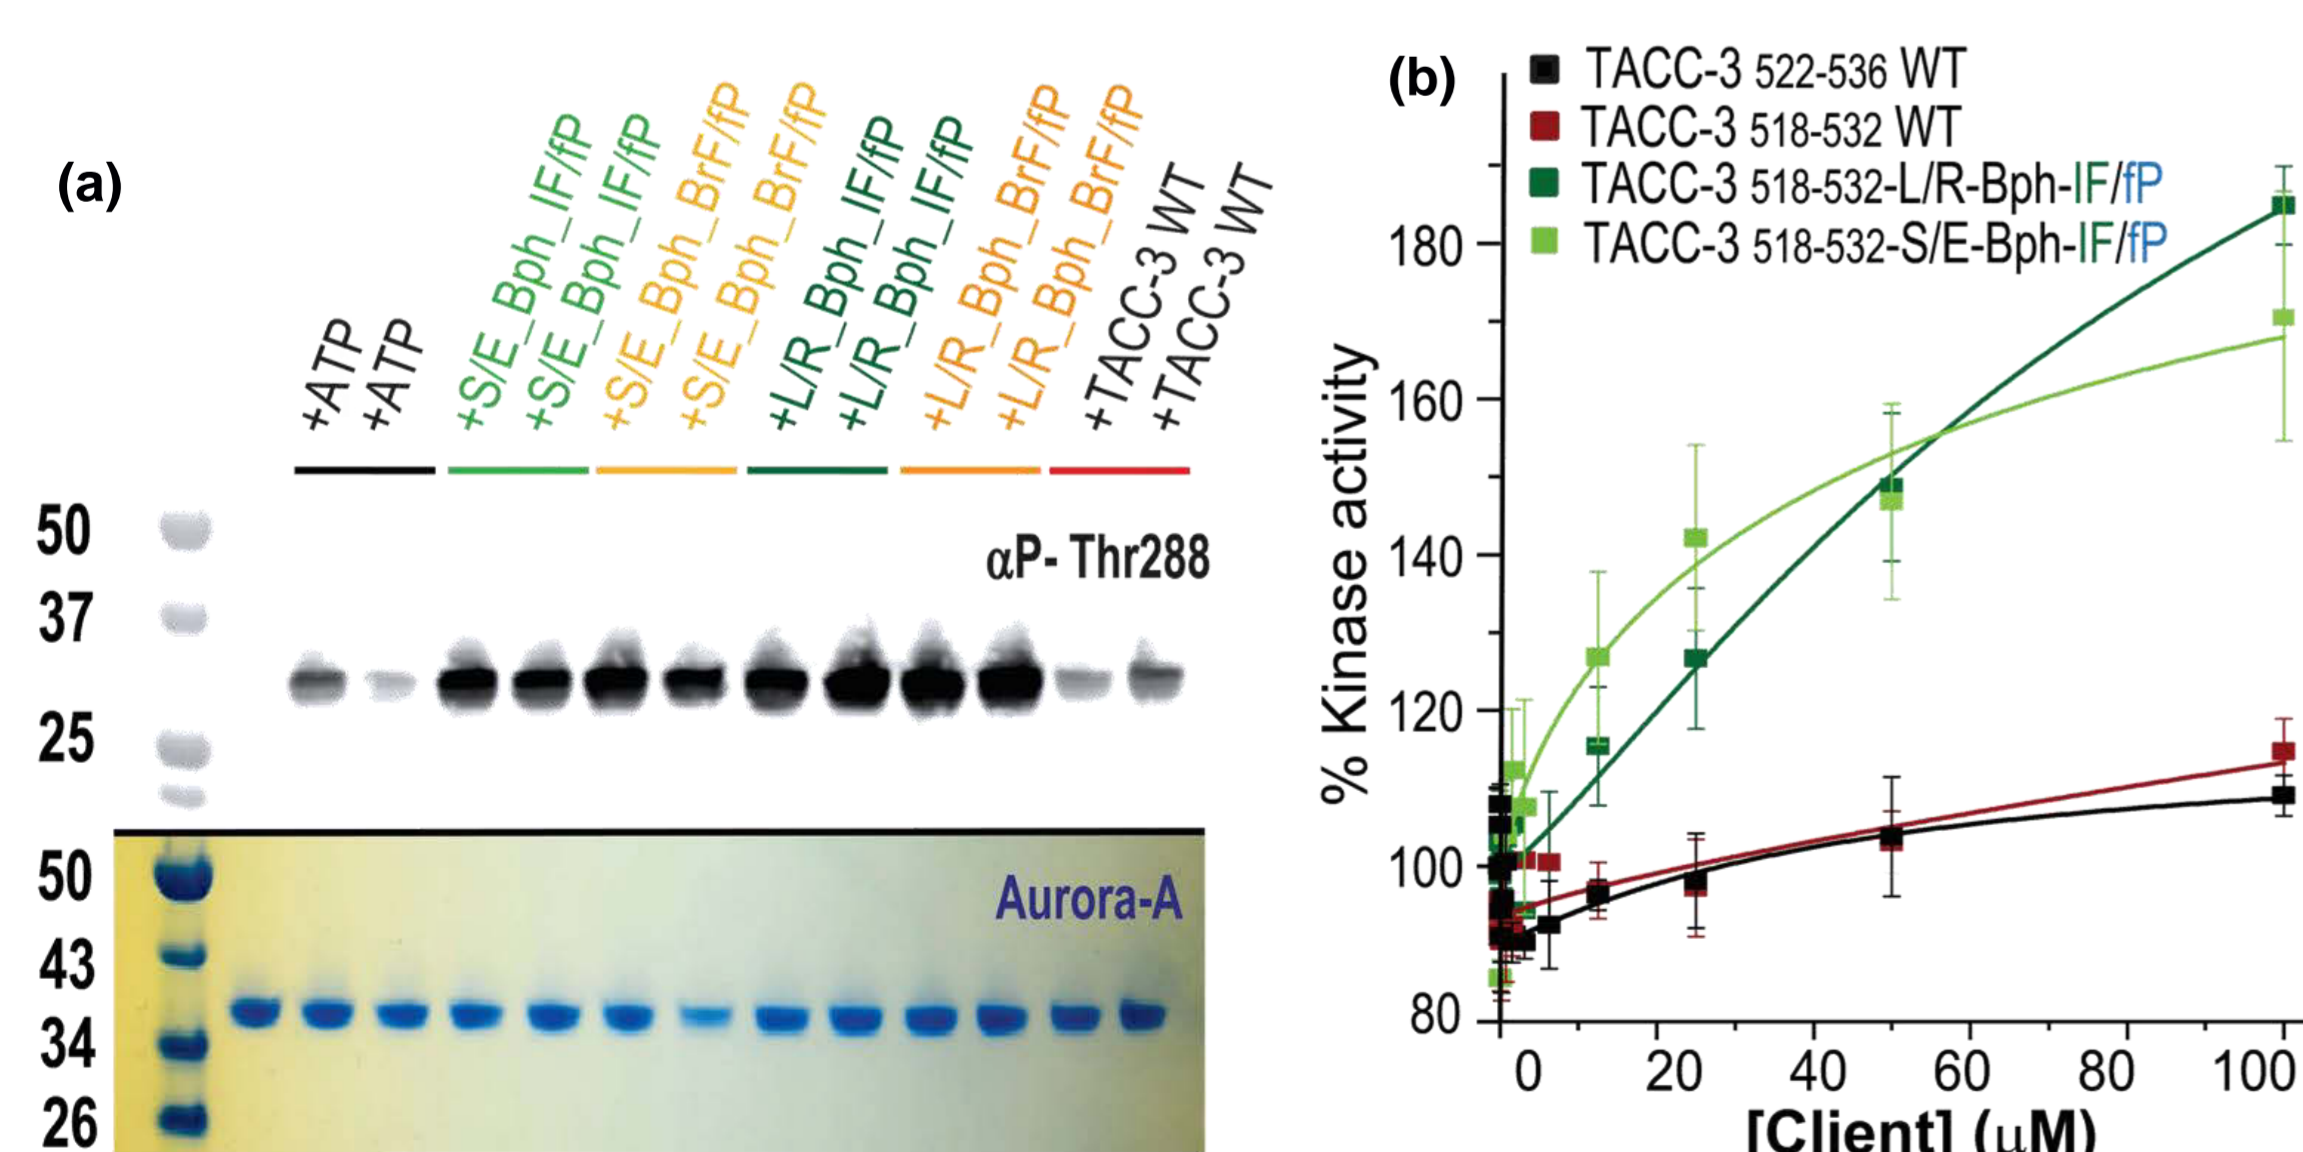 (a)
+ATP
+ATP
+S/E_Bph_IF/fP
+S/E_Bph_IF/fP
+S/E_Bph_BrF/fP
+S/E_Bph_BrF/fP
+L/R_Bph_IF/fP
+L/R_Bph_IF/fP
+L/R_Bph_BrF/fP
+L/R_Bph_BrF/fP
+TACC-3 WT
+TACC-3 WT
50
37
25
αP- Thr288
50
43
34
26
Aurora-A
(b)
TACC-3 522-536 WT
TACC-3 518-532 WT
TACC-3 518-532-L/R-Bph-IF/fP
TACC-3 518-532-S/E-Bph-IF/fP
% Kinase activity
180
160
140
120
100
80
0 20 40 60 80 100
[Client] (μM)